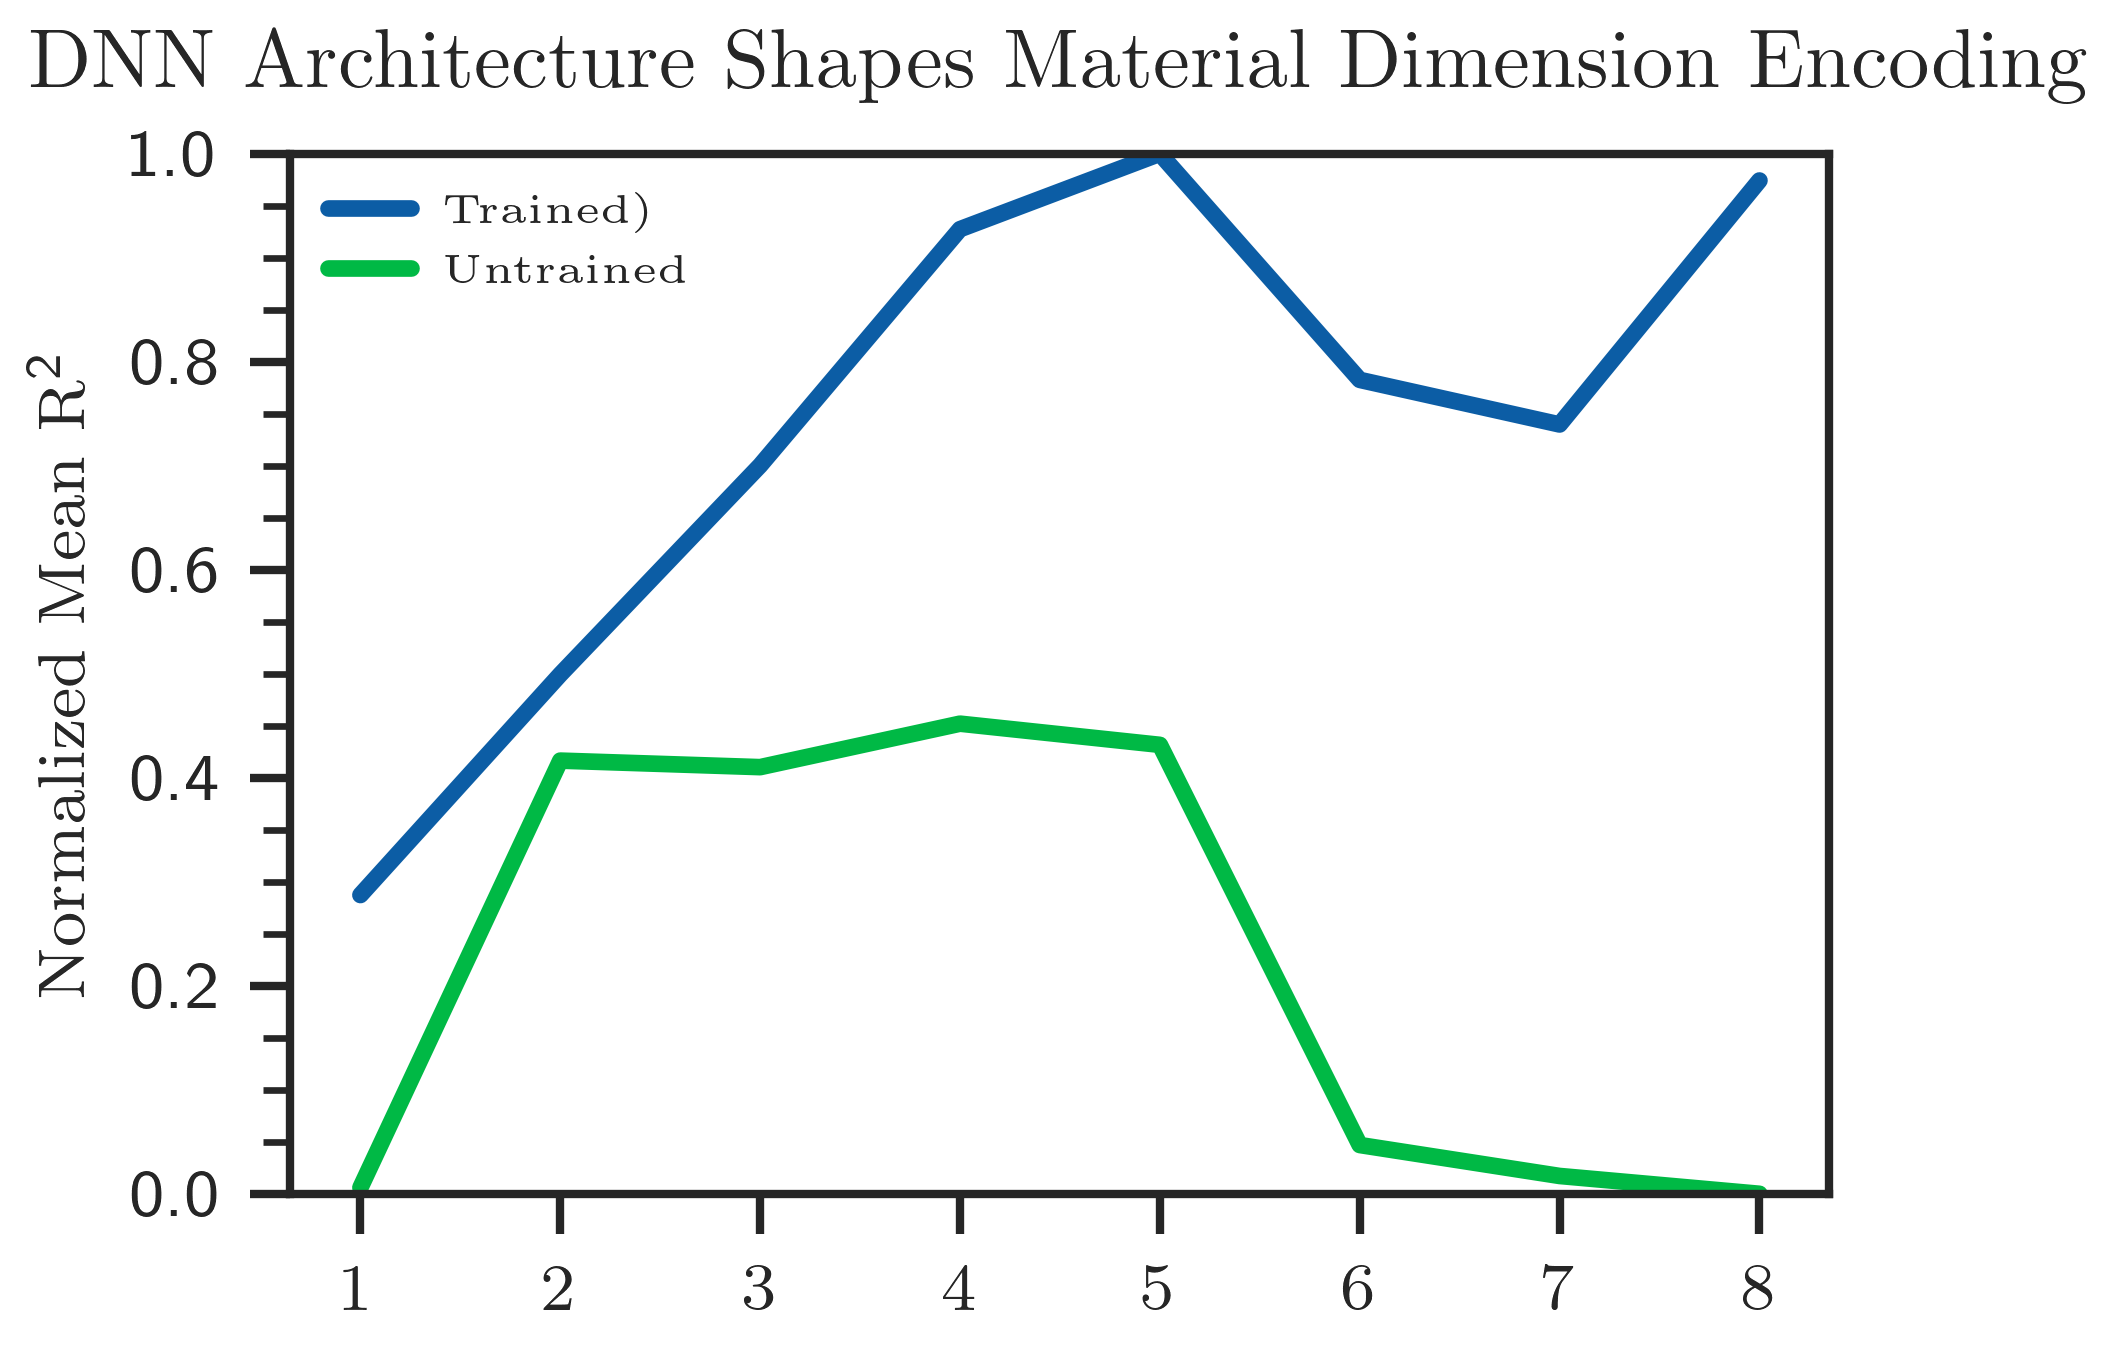 DNN Architecture Shapes Material Dimension Encoding
1.0
0.8
0.6
0.4
0.2
0.0
Normalized Mean R²
Trained)
Untrained
1 2 3 4 5 6 7 8